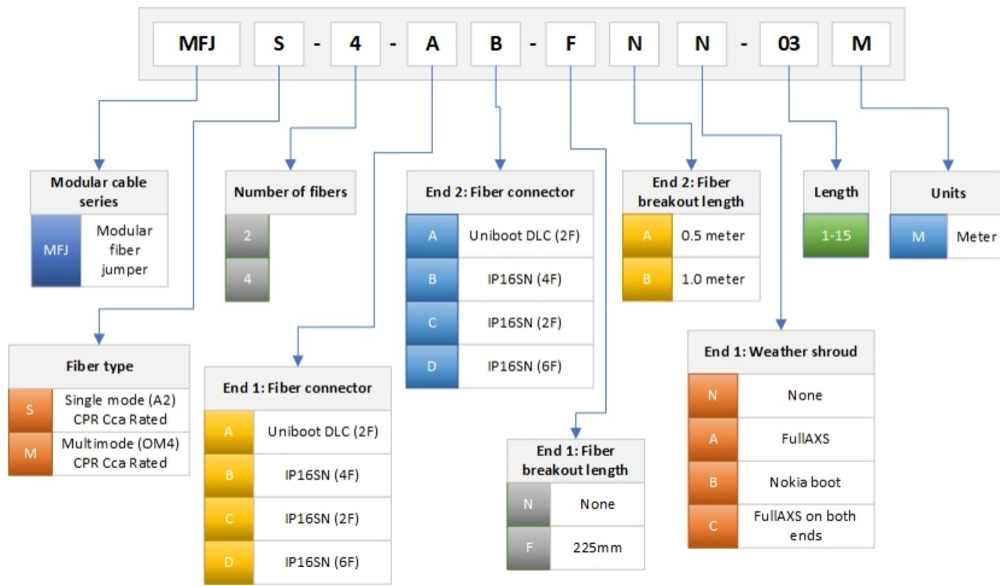 MFJ S - 4 - A B - F N N - 03 M
Modular cable
series
MFJ
Modular
fiber
jumper
Number of fibers
2
4
End 2: Fiber connector
A Uniboot DLC (2F)
B IP16SN (4F)
C IP16SN (2F)
D IP16SN (6F)
End 2: Fiber
breakout length
A 0.5 meter
B 1.0 meter
Length
1-15
Units
M Meter
Fiber type
S
Single mode (A2)
CPR Cca Rated
M
Multimode (OM4)
CPR Cca Rated
End 1: Fiber connector
A Uniboot DLC (2F)
B IP16SN (4F)
C IP16SN (2F)
D IP16SN (6F)
End 1: Fiber
breakout length
N None
F 225mm
End 1: Weather shroud
N None
A FullAXS
B Nokia boot
C
FullAXS on both
ends